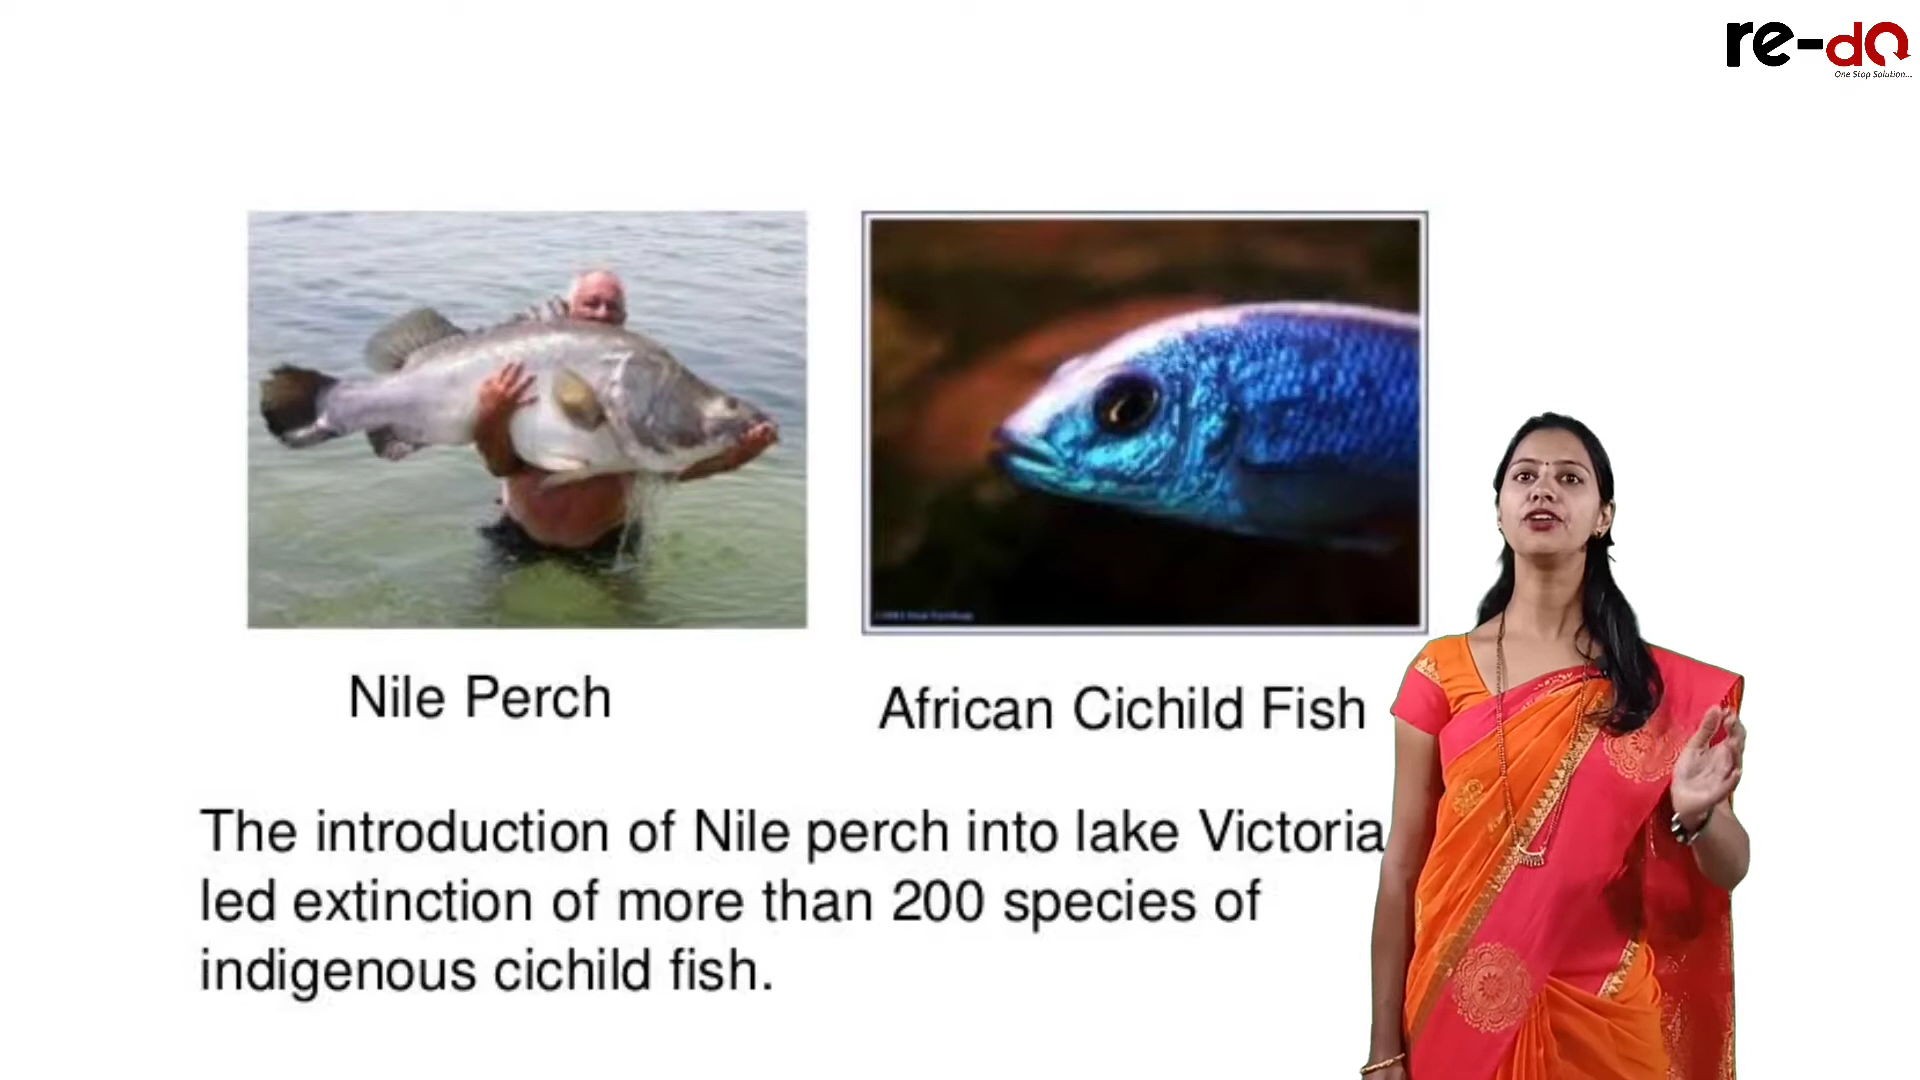 re-do
One Stop Solution...
Nile Perch
African Cichild Fish
The introduction of Nile perch into lake Victoria
led extinction of more than 200 species of
indigenous cichild fish.